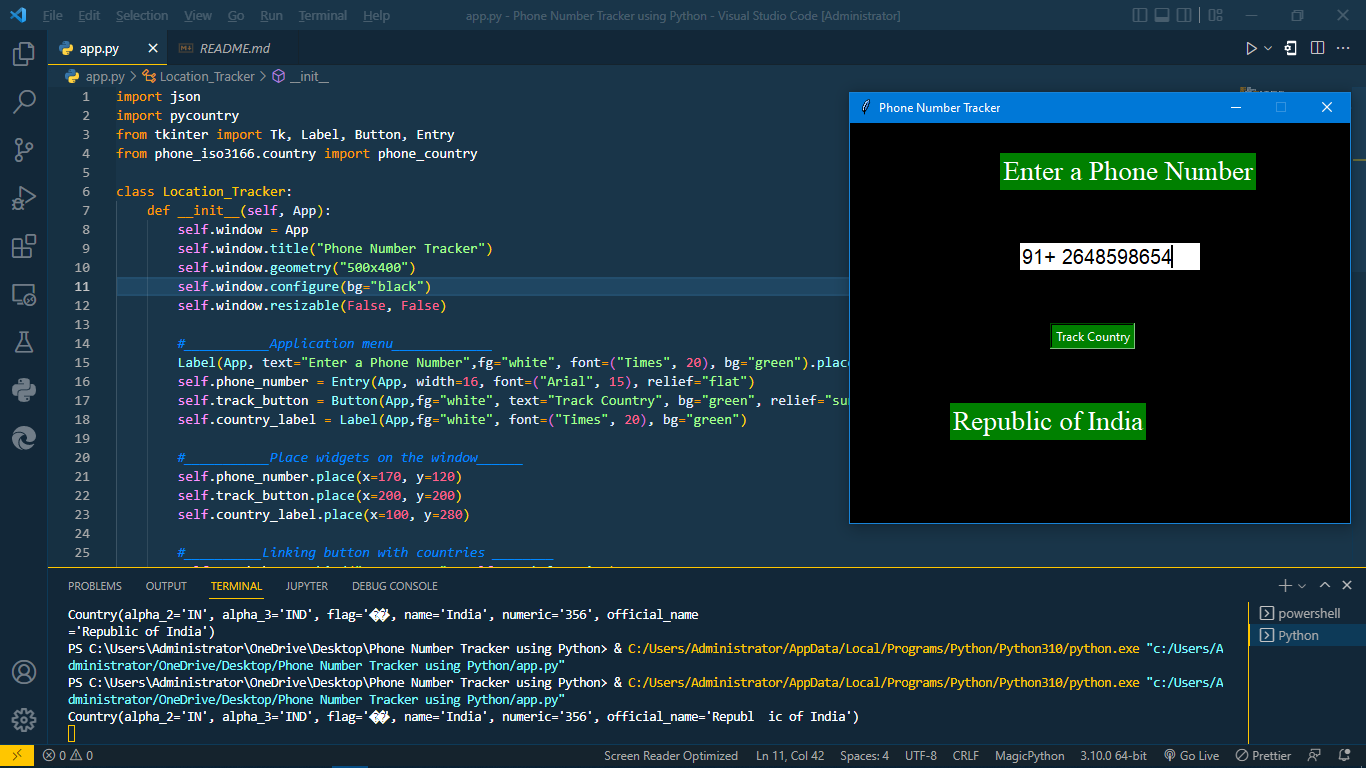 File Edit Selection View Go Run Terminal Help
app.py - Phone Number Tracker using Python - Visual Studio Code [Administrator]
app.py
README.md
app.py > Location_Tracker > __init__
1 import json
2 import pycountry
3 from tkinter import Tk, Label, Button, Entry
4 from phone_iso3166.country import phone_country
5
6 class Location_Tracker:
7 def __init__(self, App):
8 self.window = App
9 self.window.title("Phone Number Tracker")
10 self.window.geometry("500x400")
11 self.window.configure(bg="black")
12 self.window.resizable(False, False)
13
14 #___________Application menu_____________
15 Label(App, text="Enter a Phone Number",fg="white", font=("Times", 20), bg="green").plac
16 self.phone_number = Entry(App, width=16, font=("Arial", 15), relief="flat")
17 self.track_button = Button(App,fg="white", text="Track Country", bg="green", relief="su
18 self.country_label = Label(App,fg="white", font=("Times", 20), bg="green")
19
20 #___________Place widgets on the window______
21 self.phone_number.place(x=170, y=120)
22 self.track_button.place(x=200, y=200)
23 self.country_label.place(x=100, y=280)
24
25 #__________Linking button with countries ________
Phone Number Tracker
Enter a Phone Number
91+ 2648598654
Track Country
Republic of India
PROBLEMS OUTPUT TERMINAL JUPYTER DEBUG CONSOLE
Country(alpha_2='IN', alpha_3='IND', flag='��', name='India', numeric='356', official_name
='Republic of India')
PS C:\Users\Administrator\OneDrive\Desktop\Phone Number Tracker using Python> & C:/Users/Administrator/AppData/Local/Programs/Python/Python310/python.exe "c:/Users/A
dministrator/OneDrive/Desktop/Phone Number Tracker using Python/app.py"
PS C:\Users\Administrator\OneDrive\Desktop\Phone Number Tracker using Python> & C:/Users/Administrator/AppData/Local/Programs/Python/Python310/python.exe "c:/Users/A
dministrator/OneDrive/Desktop/Phone Number Tracker using Python/app.py"
Country(alpha_2='IN', alpha_3='IND', flag='��', name='India', numeric='356', official_name='Republ  ic of India')
powershell
Python
0 0
Screen Reader Optimized Ln 11, Col 42 Spaces: 4 UTF-8 CRLF MagicPython 3.10.0 64-bit Go Live Prettier